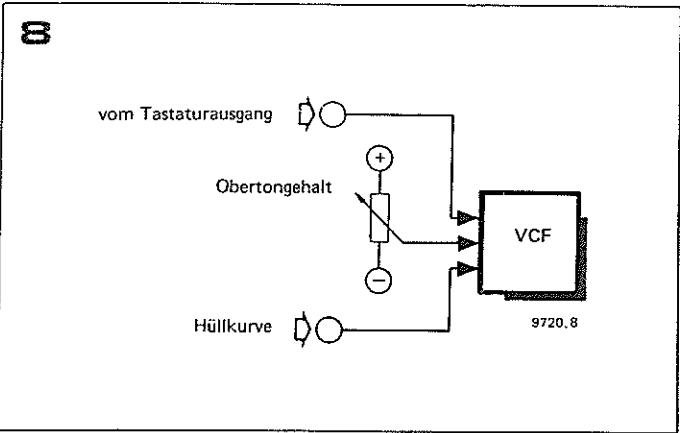 8
vom Tastaturausgang
+
Obertongehalt
VCF
−
Hüllkurve
9720.8